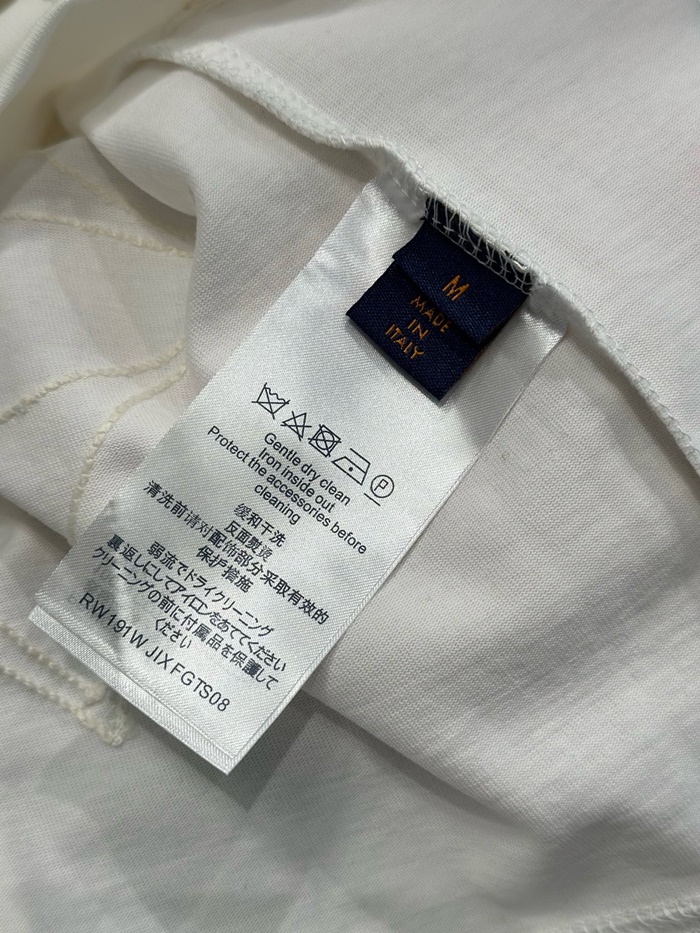 M
MADE
IN
ITALY
P
Gentle dry clean
Iron inside out
Protect the accessories before
cleaning
缓和干洗
反面熨烫
清洗前请对配饰部分采取有效的
保护措施
弱流でドライクリーニング
裏返しにしてアイロンをあててください
クリーニングの前に付属品を保護して
ください
RW191W JIX FGTS08